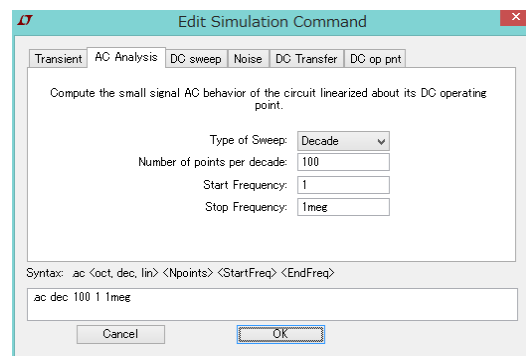 Edit Simulation Command
Transient AC Analysis DC sweep Noise DC Transfer DC op pnt
Compute the small signal AC behavior of the circuit linearized about its DC operating
point.
Type of Sweep: Decade
Number of points per decade: 100
Start Frequency: 1
Stop Frequency: 1meg
Syntax: .ac <oct, dec, lin> <Npoints> <StartFreq> <EndFreq>
.ac dec 100 1 1meg
Cancel OK